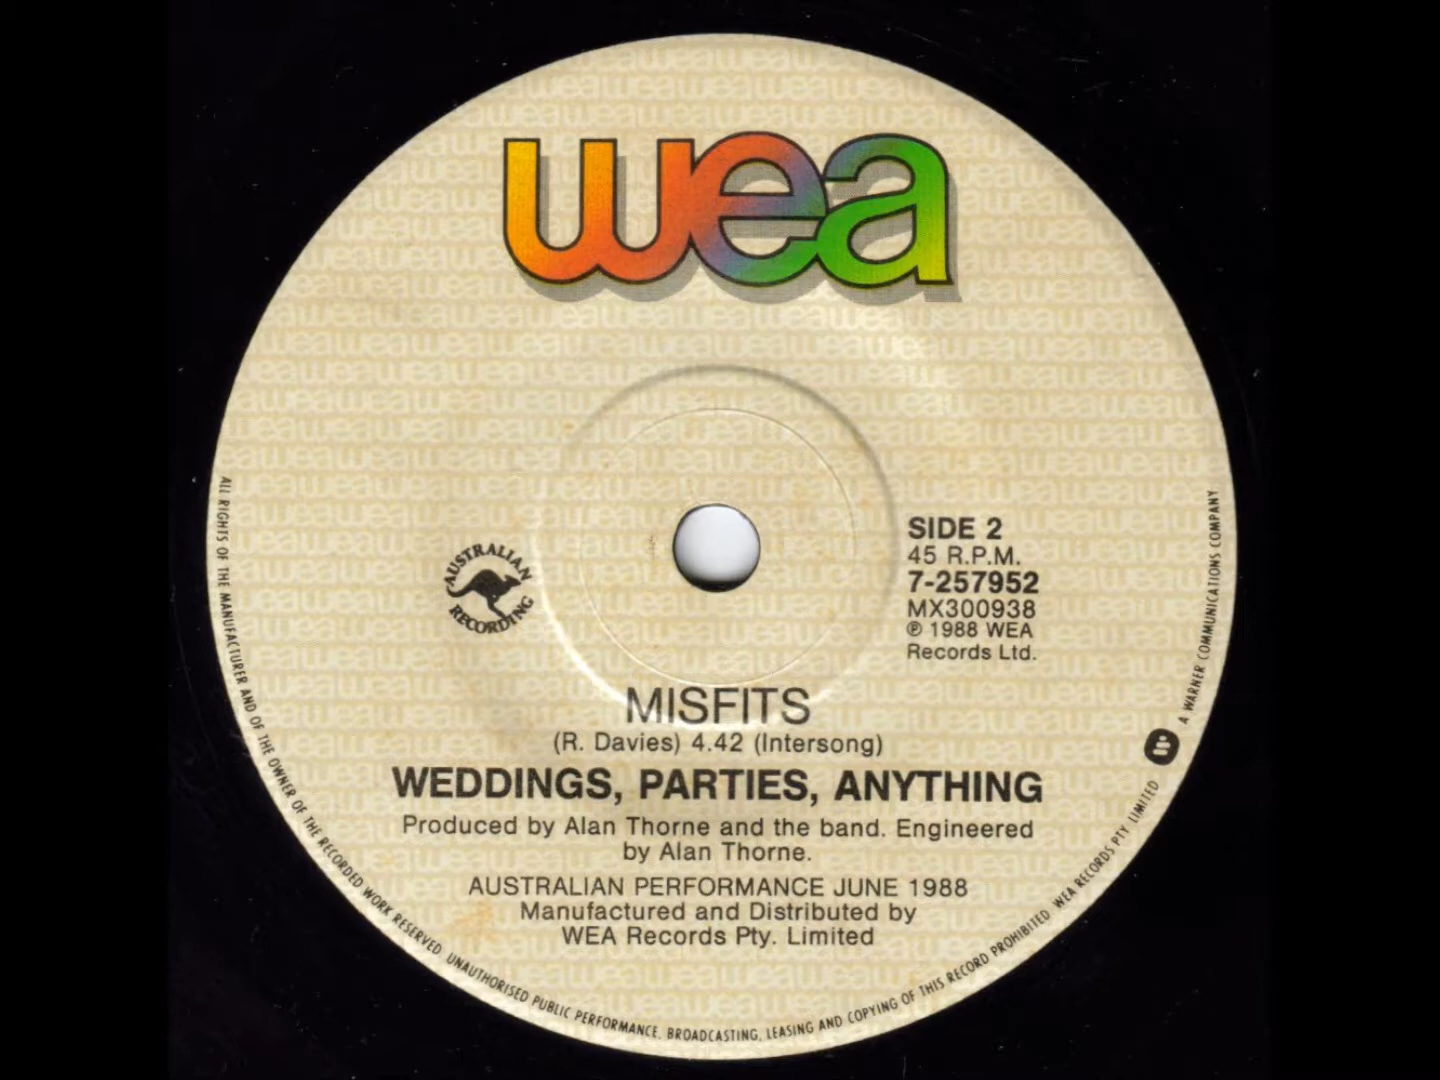 wea
AUSTRALIAN
RECORDING
SIDE 2
45 R.P.M.
7-257952
MX300938
℗ 1988 WEA
Records Ltd.
MISFITS
(R. Davies) 4.42 (Intersong)
WEDDINGS, PARTIES, ANYTHING
Produced by Alan Thorne and the band. Engineered
by Alan Thorne.
AUSTRALIAN PERFORMANCE JUNE 1988
Manufactured and Distributed by
WEA Records Pty. Limited
ALL RIGHTS OF THE MANUFACTURER AND OF THE OWNER OF THE RECORDED WORK RESERVED. UNAUTHORISED PUBLIC PERFORMANCE, BROADCASTING, LEASING AND COPYING OF THIS RECORD PROHIBITED WEA RECORDS PTY. LIMITED A WARNER COMMUNICATIONS COMPANY